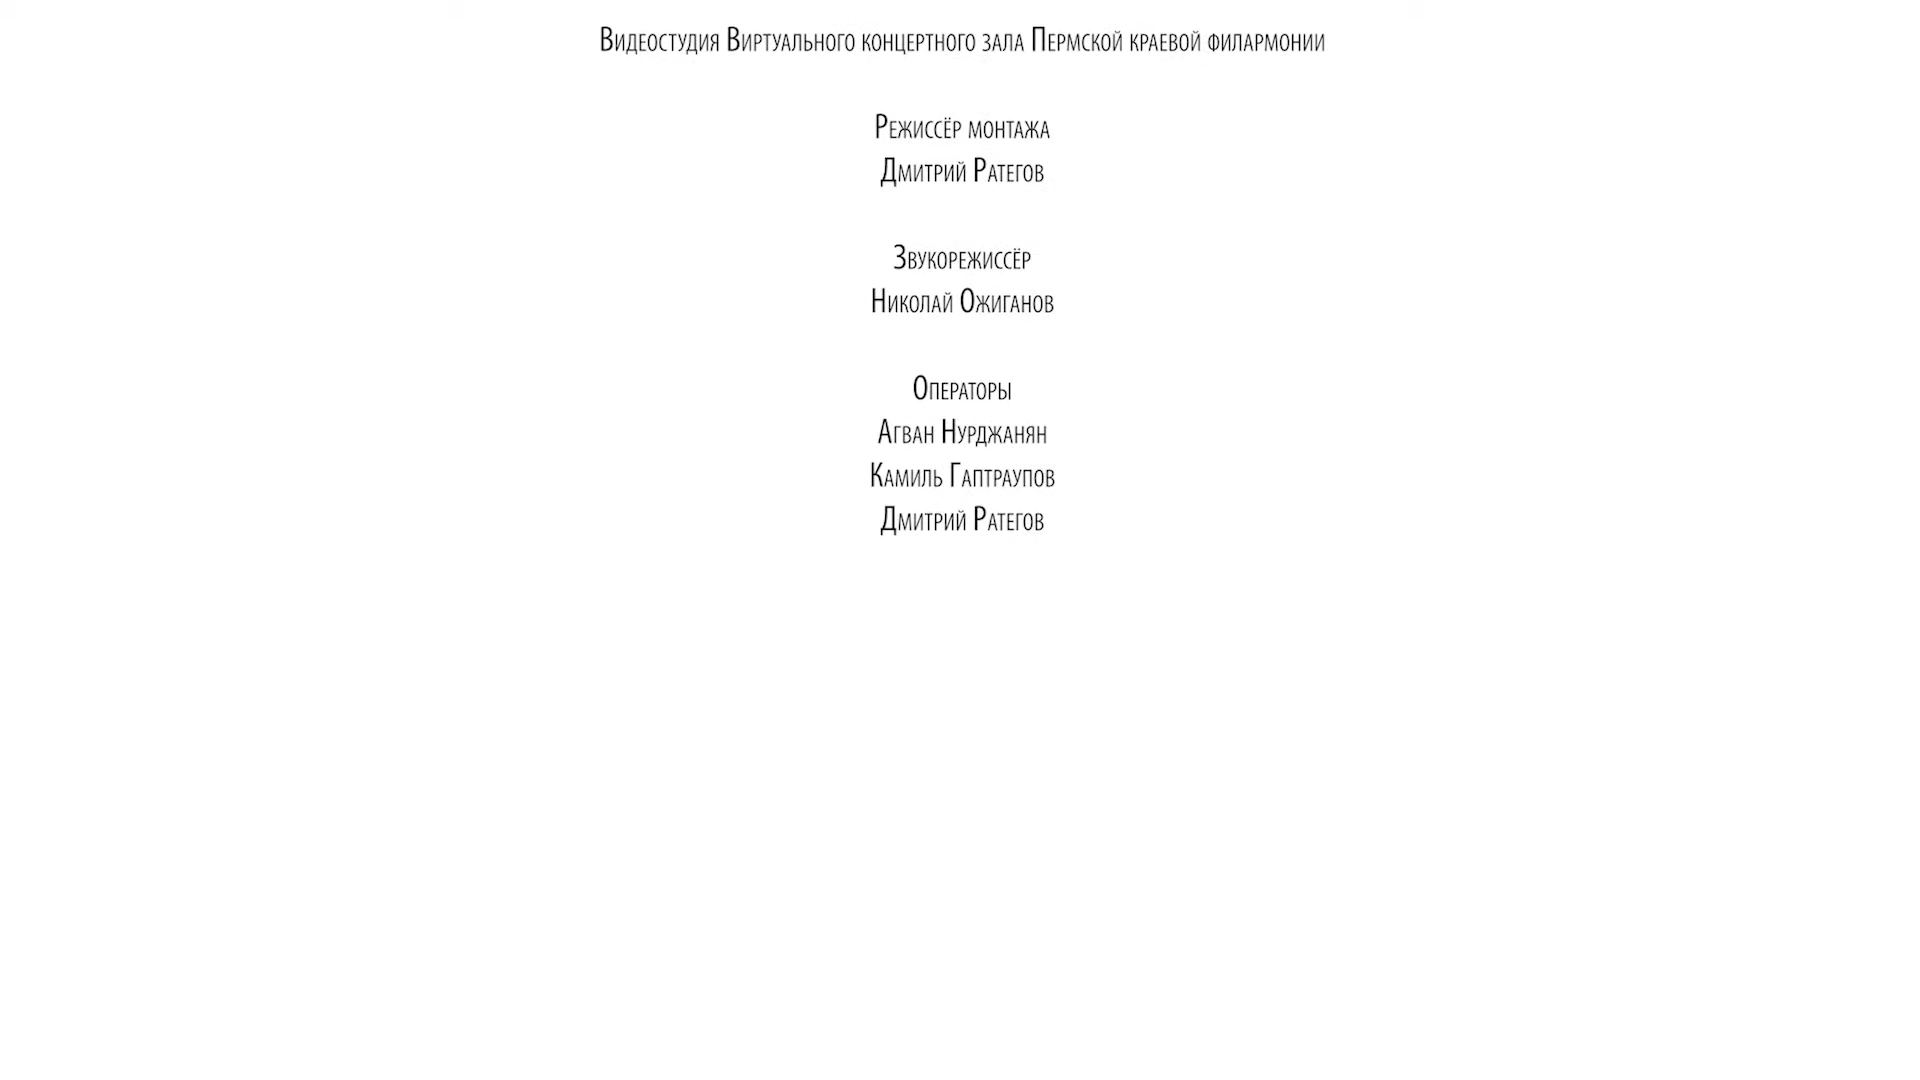 Видеостудия Виртуального концертного зала Пермской краевой филармонии
Режиссёр монтажа
Дмитрий Ратегов
Звукорежиссёр
Николай Ожиганов
Операторы
Агван Нурджанян
Камиль Гаптраупов
Дмитрий Ратегов